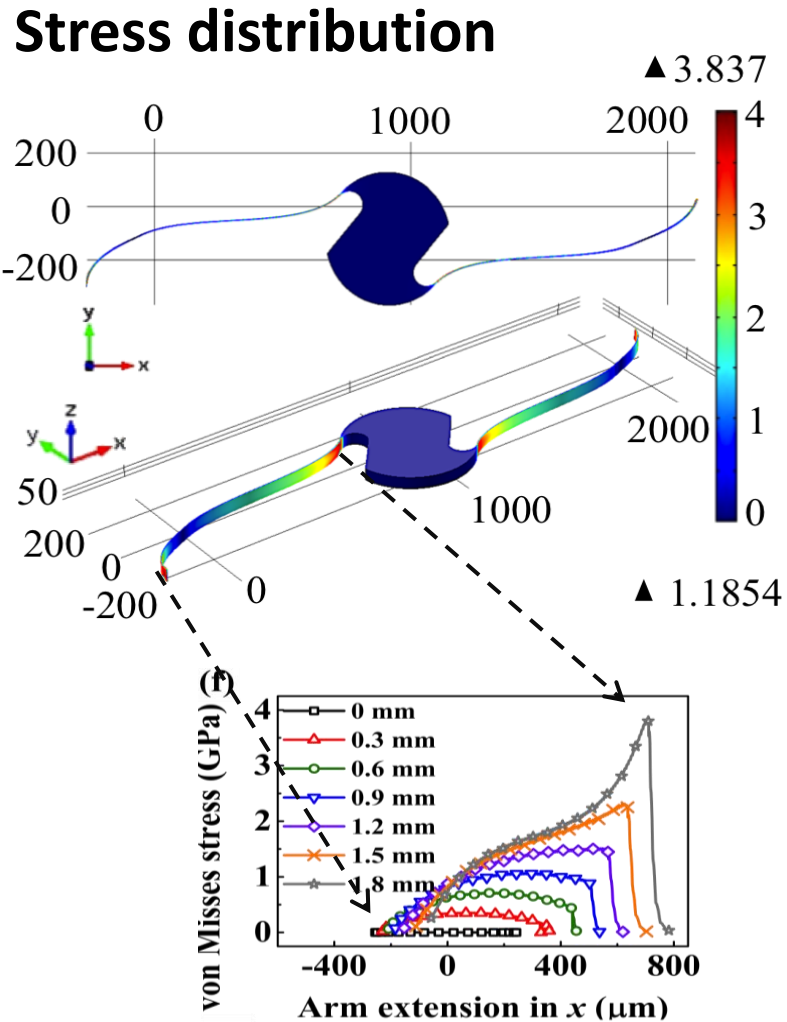 Stress distribution
▲ 3.837
0 1000 2000
200
0
-200
4
3
2
1
0
y
x
z
y
x
50
200
0
-200
0
1000
2000
▲ 1.1854
(f)
von Misses stress (GPa)
4
3
2
1
0
0 mm
0.3 mm
0.6 mm
0.9 mm
1.2 mm
1.5 mm
1.8 mm
-400 0 400 800
Arm extension in x (μm)